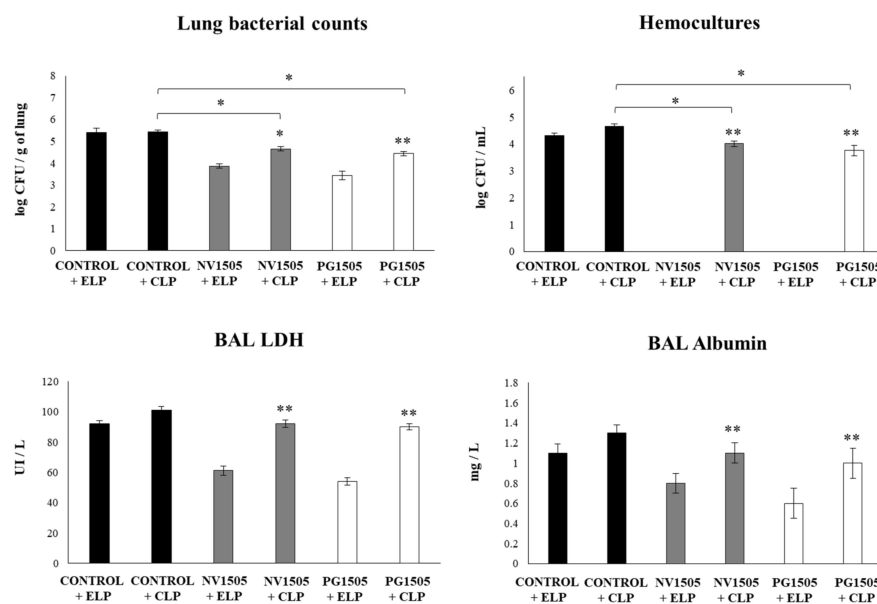 Lung bacterial counts
log CFU / g of lung
8
7
6
5
4
3
2
1
0
*
*
*
**
CONTROL NV1505 NV1505 PG1505 PG1505
CONTROL
+ ELP + CLP + ELP + CLP + ELP + CLP
Hemocultures
log CFU / mL
6
5
4
3
2
1
0
*
*
**
**
CONTROL CONTROL NV1505 NV1505 PG1505 PG1505
+ ELP + CLP + ELP + CLP + ELP + CLP
BAL LDH
UI / L
120
100
80
60
40
20
0
**
**
CONTROL CONTROL NV1505 NV1505 PG1505 PG1505
+ ELP + CLP + ELP + CLP + ELP + CLP
BAL Albumin
mg / L
1.8
1.6
1.4
1.2
1
0.8
0.6
0.4
0.2
0
**
**
CONTROL CONTROL NV1505 NV1505 PG1505 PG1505
+ ELP + CLP + ELP + CLP + ELP + CLP